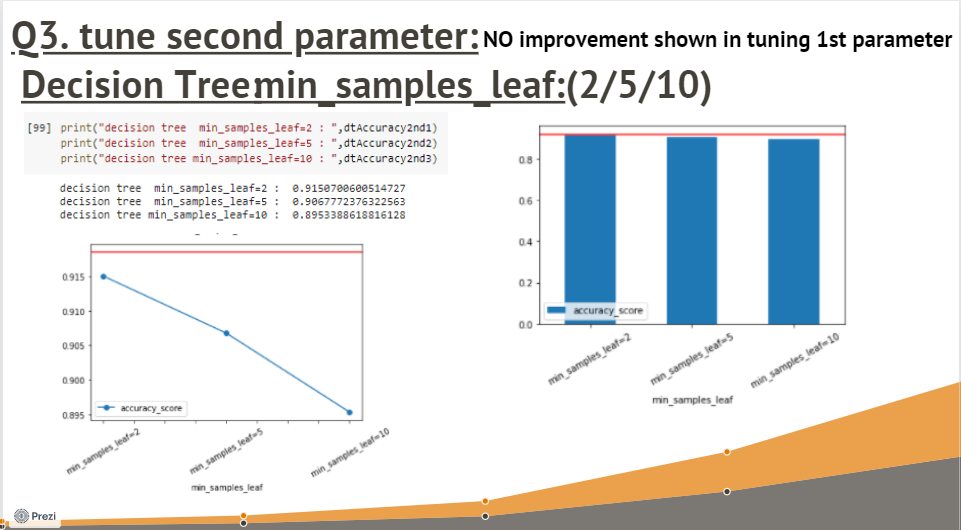 Q3. tune second parameter: NO improvement shown in tuning 1st parameter
Decision Tree:min_samples_leaf:(2/5/10)
[99] print("decision tree  min_samples_leaf=2 : ",dtAccuracy2nd1)
print("decision tree  min_samples_leaf=5 : ",dtAccuracy2nd2)
print("decision tree min_samples_leaf=10 : ",dtAccuracy2nd3)
decision tree  min_samples_leaf=2 :  0.9150700600514727
decision tree  min_samples_leaf=5 :  0.9067772376322563
decision tree min_samples_leaf=10 :  0.8953388618816128
0.915
0.910
0.905
0.900
0.895
accuracy_score
min_samples_leaf=2
min_samples_leaf=5
min_samples_leaf=10
min_samples_leaf
0.8
0.6
0.4
0.2
0.0
accuracy_score
min_samples_leaf=2
min_samples_leaf=5
min_samples_leaf=10
min_samples_leaf
Prezi